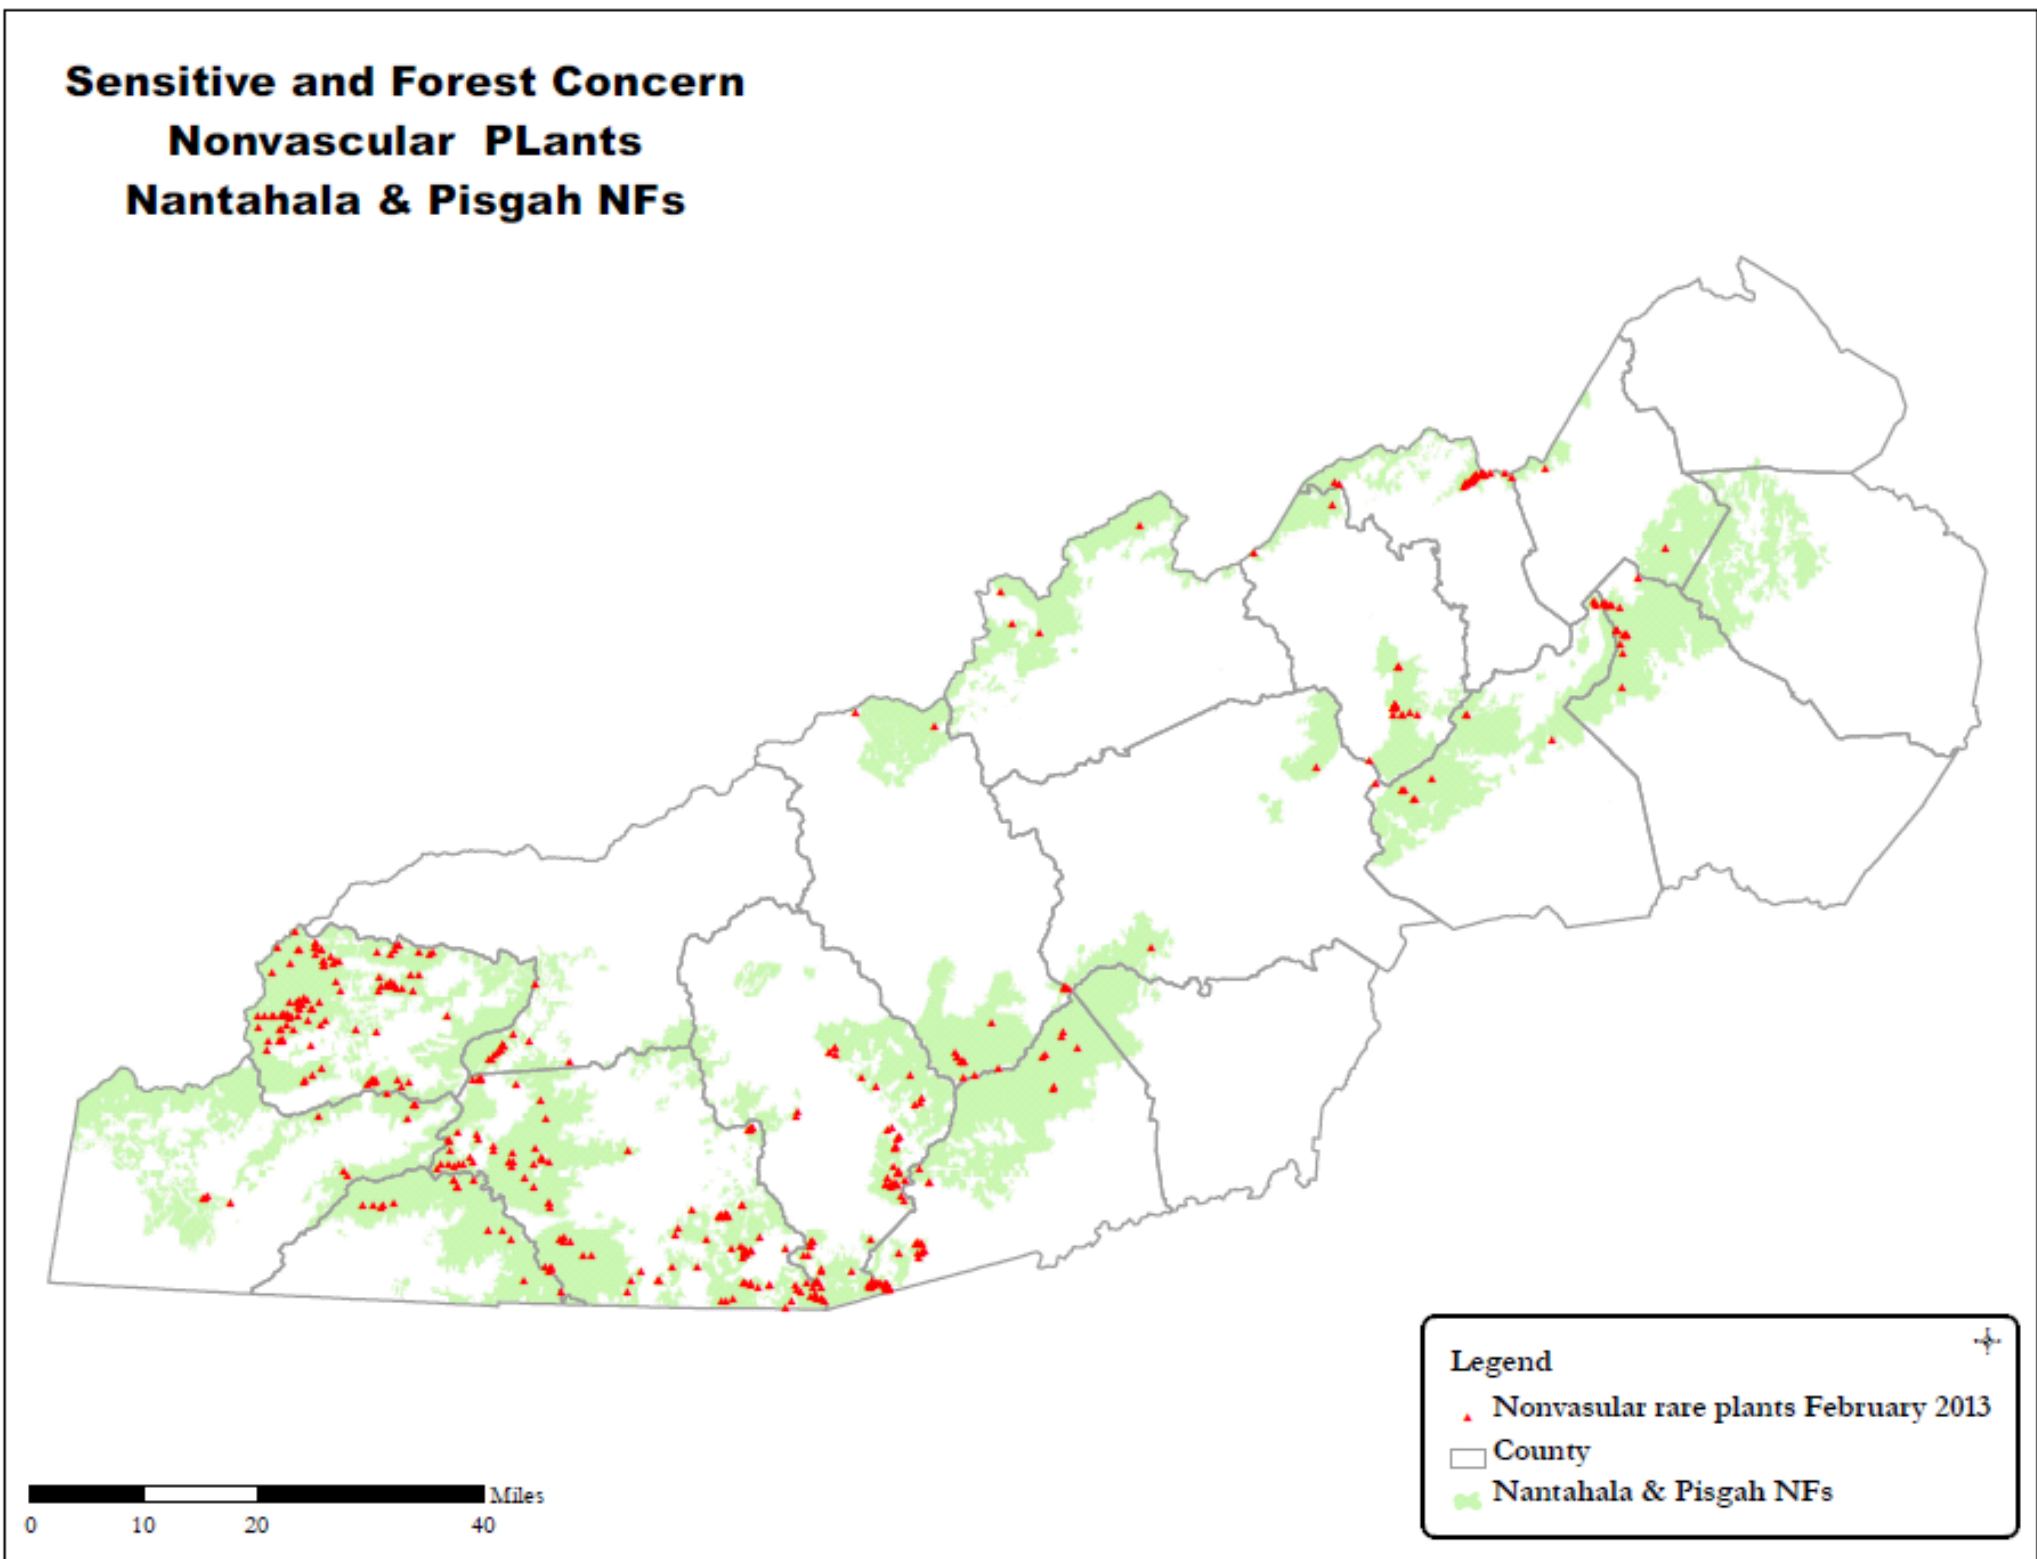 Sensitive and Forest Concern
Nonvascular PLants
Nantahala & Pisgah NFs
Legend
Nonvasular rare plants February 2013
County
Nantahala & Pisgah NFs
Miles
0 10 20 40